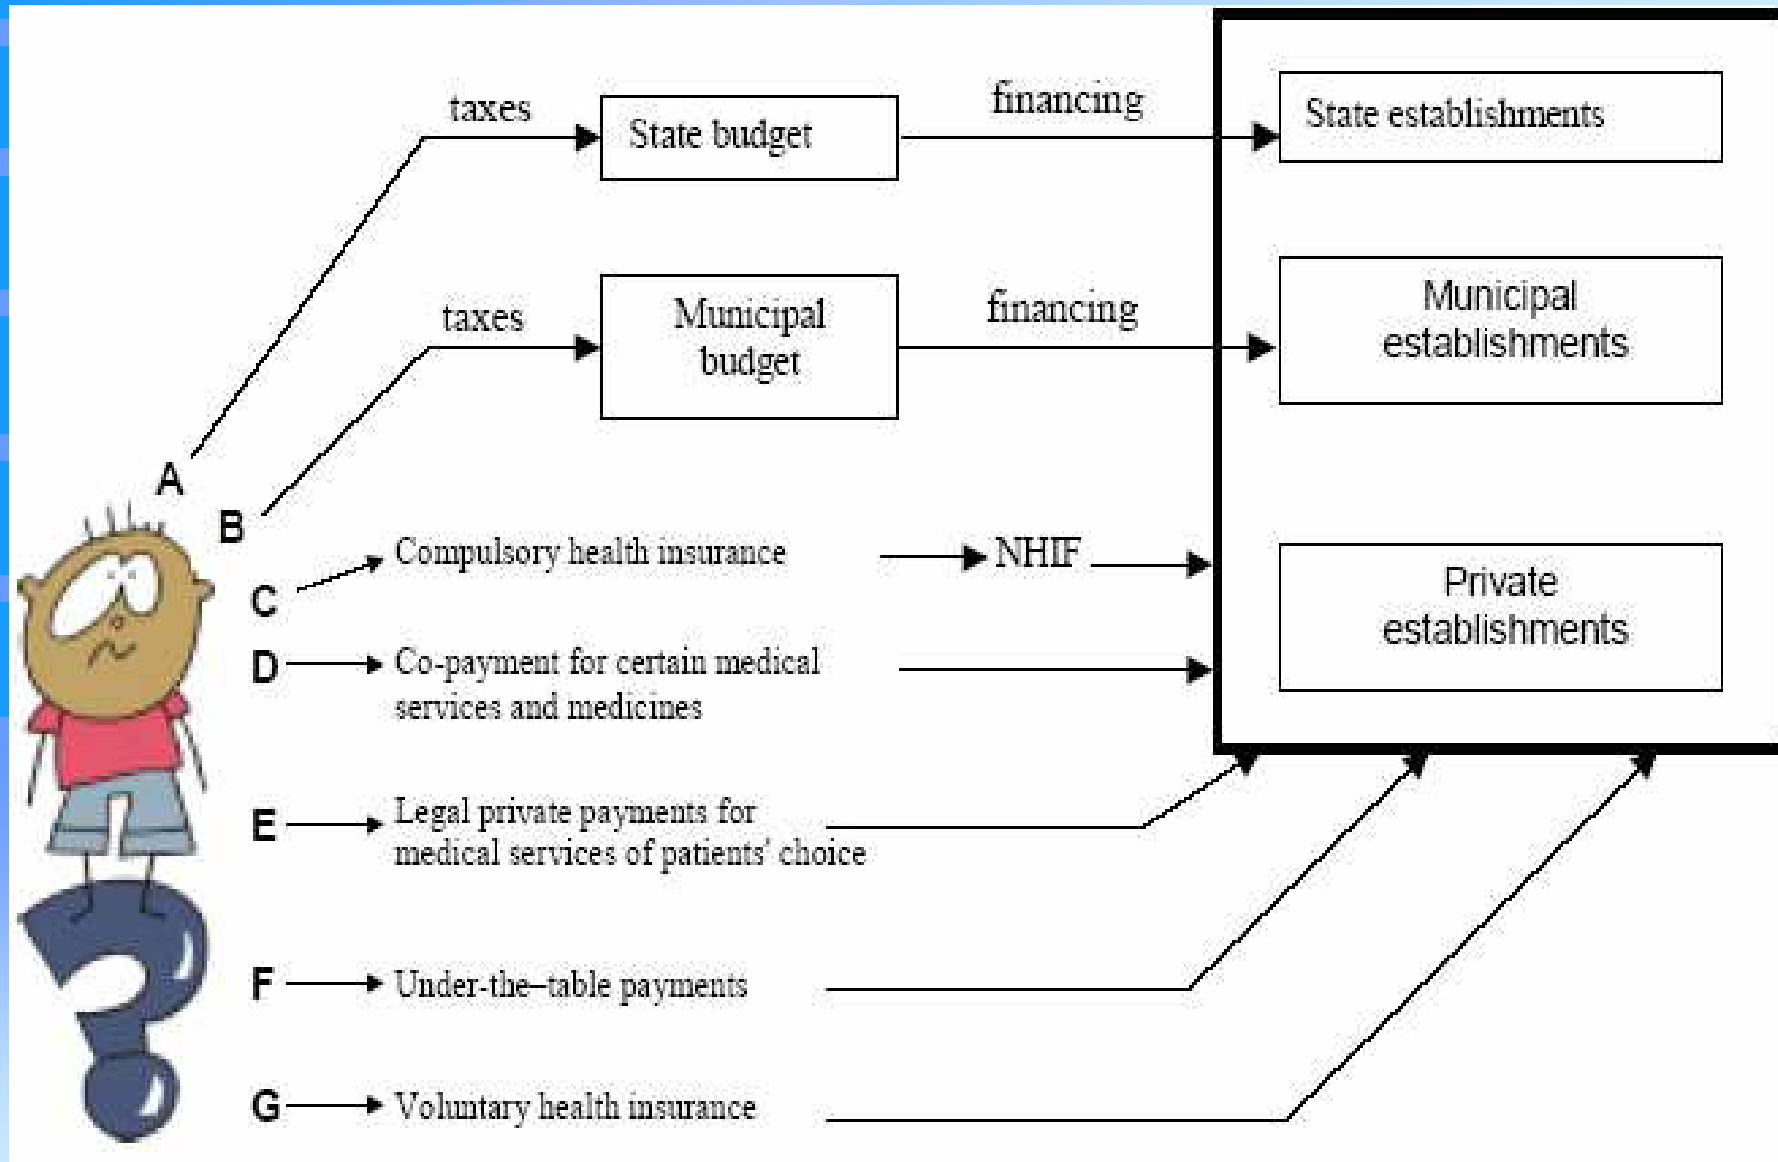 taxes
State budget
financing
State establishments
taxes
Municipal
budget
financing
Municipal
establishments
A
B
C
Compulsory health insurance
NHIF
Private
establishments
D
Co-payment for certain medical
services and medicines
E
Legal private payments for
medical services of patients' choice
F
Under-the–table payments
G
Voluntary health insurance